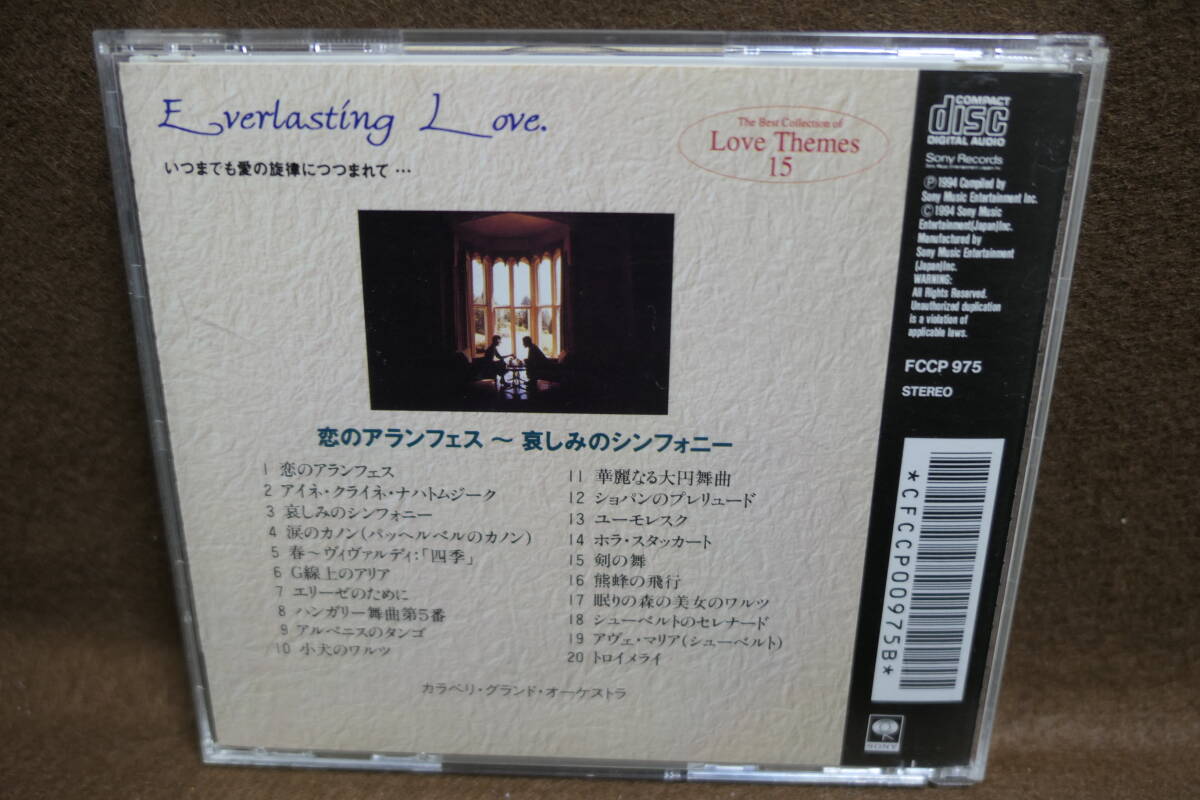 Everlasting Love.
いつまでも愛の旋律につつまれて…
The Best Collection of
Love Themes
15
恋のアランフェス～哀しみのシンフォニー
1 恋のアランフェス
2 アイネ・クライネ・ナハトムジーク
3 哀しみのシンフォニー
4 涙のカノン(パッヘルベルのカノン)
5 春～ヴィヴァルディ:「四季」
6 G線上のアリア
7 エリーゼのために
8 ハンガリー舞曲第5番
9 アルベニスのタンゴ
10 小犬のワルツ
11 華麗なる大円舞曲
12 ショパンのプレリュード
13 ユーモレスク
14 ホラ・スタッカート
15 剣の舞
16 熊蜂の飛行
17 眠りの森の美女のワルツ
18 シューベルトのセレナード
19 アヴェ・マリア(シューベルト)
20 トロイメライ
カラベリ・グランド・オーケストラ
COMPACT
disc
DIGITAL AUDIO
Sony Records
Ⓟ1994 Compiled by
Sony Music Entertainment Inc.
©1994 Sony Music
Entertainment(Japan)Inc.
Manufactured by
Sony Music Entertainment
(Japan)Inc.
WARNING:
All Rights Reserved.
Unauthorized duplication
is a violation of
applicable laws.
FCCP 975
STEREO
*CFCCP00975B*
SONY